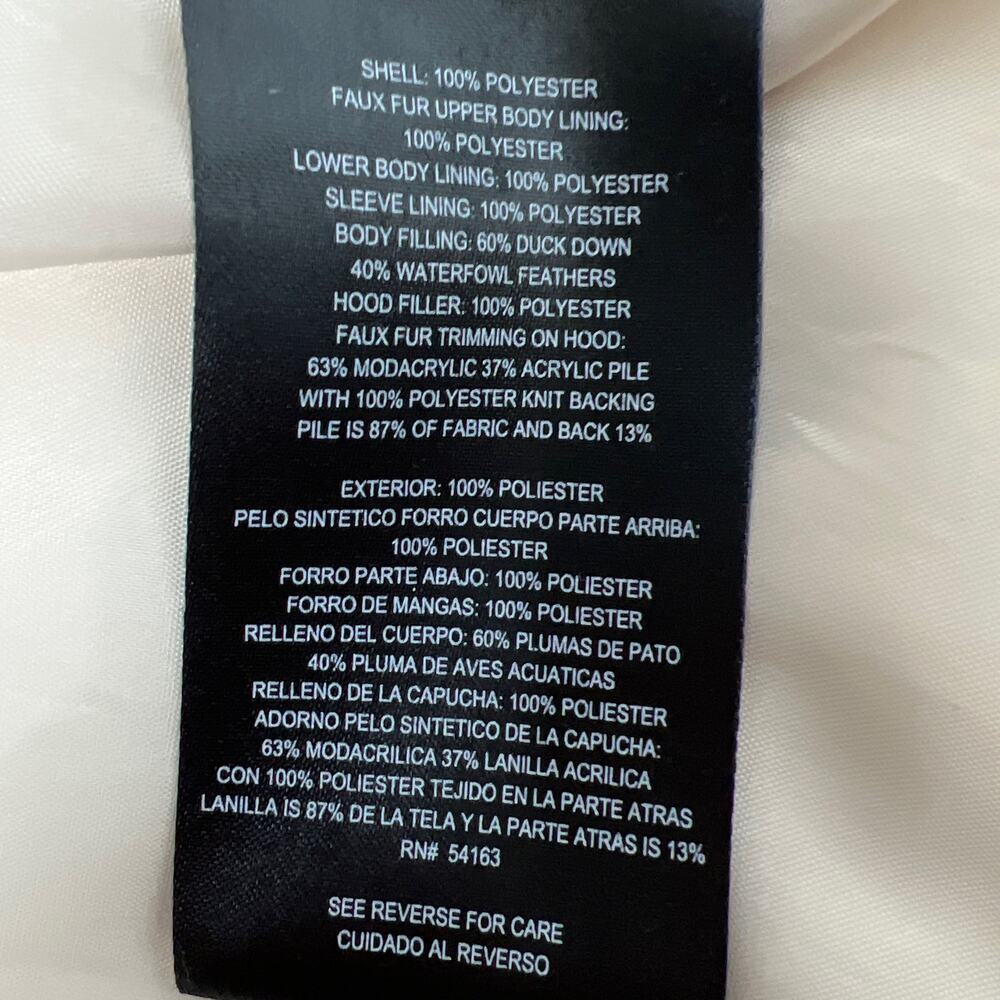 SHELL: 100% POLYESTER
FAUX FUR UPPER BODY LINING:
100% POLYESTER
LOWER BODY LINING: 100% POLYESTER
SLEEVE LINING: 100% POLYESTER
BODY FILLING: 60% DUCK DOWN
40% WATERFOWL FEATHERS
HOOD FILLER: 100% POLYESTER
FAUX FUR TRIMMING ON HOOD:
63% MODACRYLIC 37% ACRYLIC PILE
WITH 100% POLYESTER KNIT BACKING
PILE IS 87% OF FABRIC AND BACK 13%
EXTERIOR: 100% POLIESTER
PELO SINTETICO FORRO CUERPO PARTE ARRIBA:
100% POLIESTER
FORRO PARTE ABAJO: 100% POLIESTER
FORRO DE MANGAS: 100% POLIESTER
RELLENO DEL CUERPO: 60% PLUMAS DE PATO
40% PLUMA DE AVES ACUATICAS
RELLENO DE LA CAPUCHA: 100% POLIESTER
ADORNO PELO SINTETICO DE LA CAPUCHA:
63% MODACRILICA 37% LANILLA ACRILICA
CON 100% POLIESTER TEJIDO EN LA PARTE ATRAS
LANILLA IS 87% DE LA TELA Y LA PARTE ATRAS IS 13%
RN# 54163
SEE REVERSE FOR CARE
CUIDADO AL REVERSO